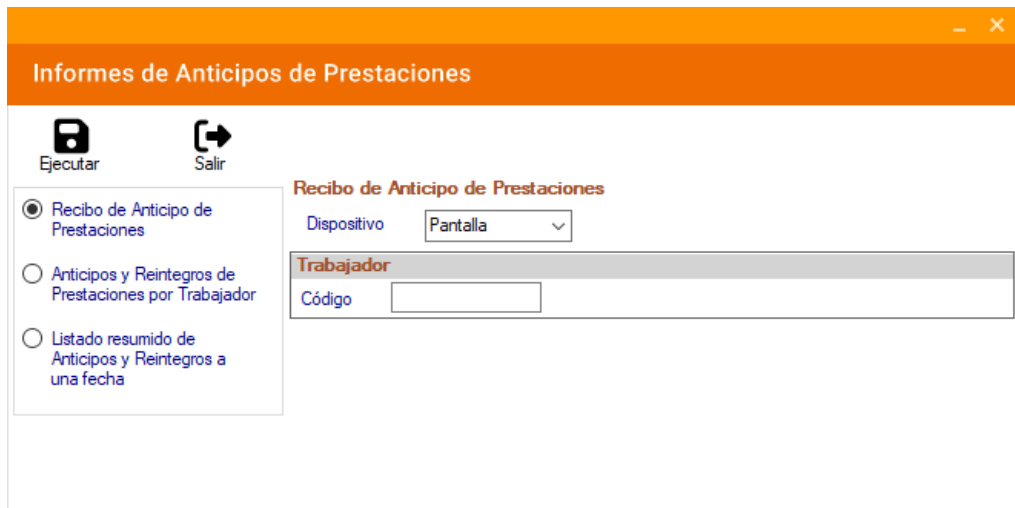 Informes de Anticipos de Prestaciones
Ejecutar
Salir
Recibo de Anticipo de
Prestaciones
Anticipos y Reintegros de
Prestaciones por Trabajador
Listado resumido de
Anticipos y Reintegros a
una fecha
Recibo de Anticipo de Prestaciones
Dispositivo
Pantalla
Trabajador
Código